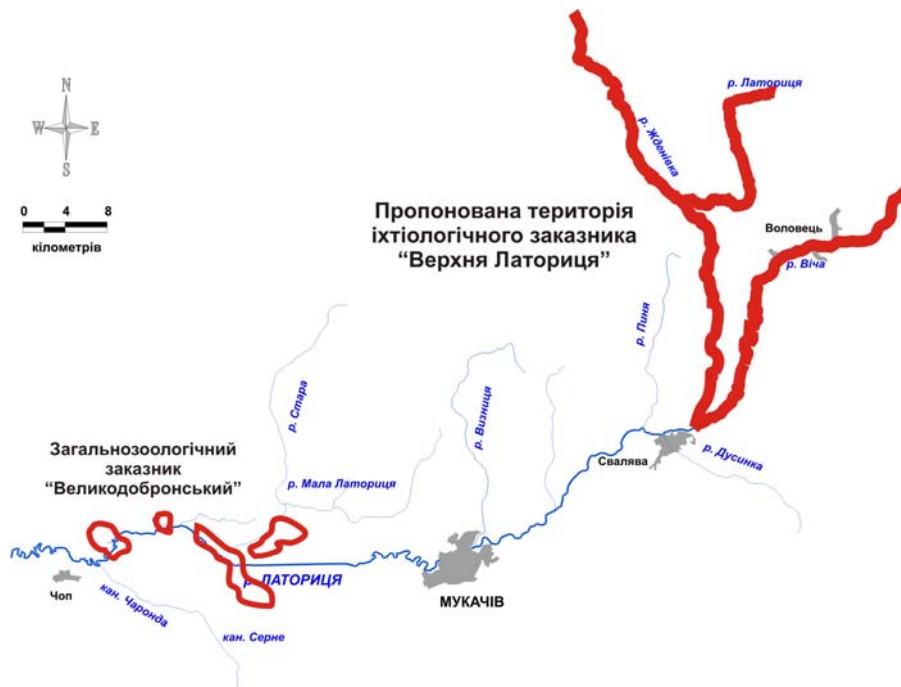 N
W E
S
0 4 8
кілометрів
р. Латориця
р. Жденівка
Пропонована територія
іхтіологічного заказника
“Верхня Латориця”
Воловець
р. Віча
р. Пиня
р. Стара
р. Визниця
Загальнозоологічний
заказник
“Великодобронський”
р. Мала Латориця
Свалява
р. Дусинка
р. ЛАТОРИЦЯ
Чоп
МУКАЧІВ
кан. Чаронда
кан. Серне